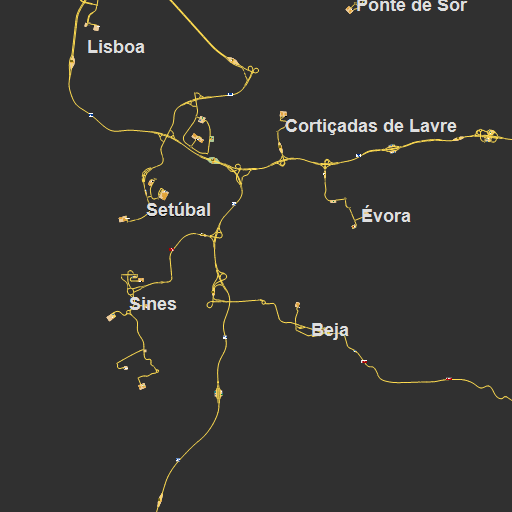 Ponte de Sor
Lisboa
Cortiçadas de Lavre
Setúbal
Évora
Sines
Beja